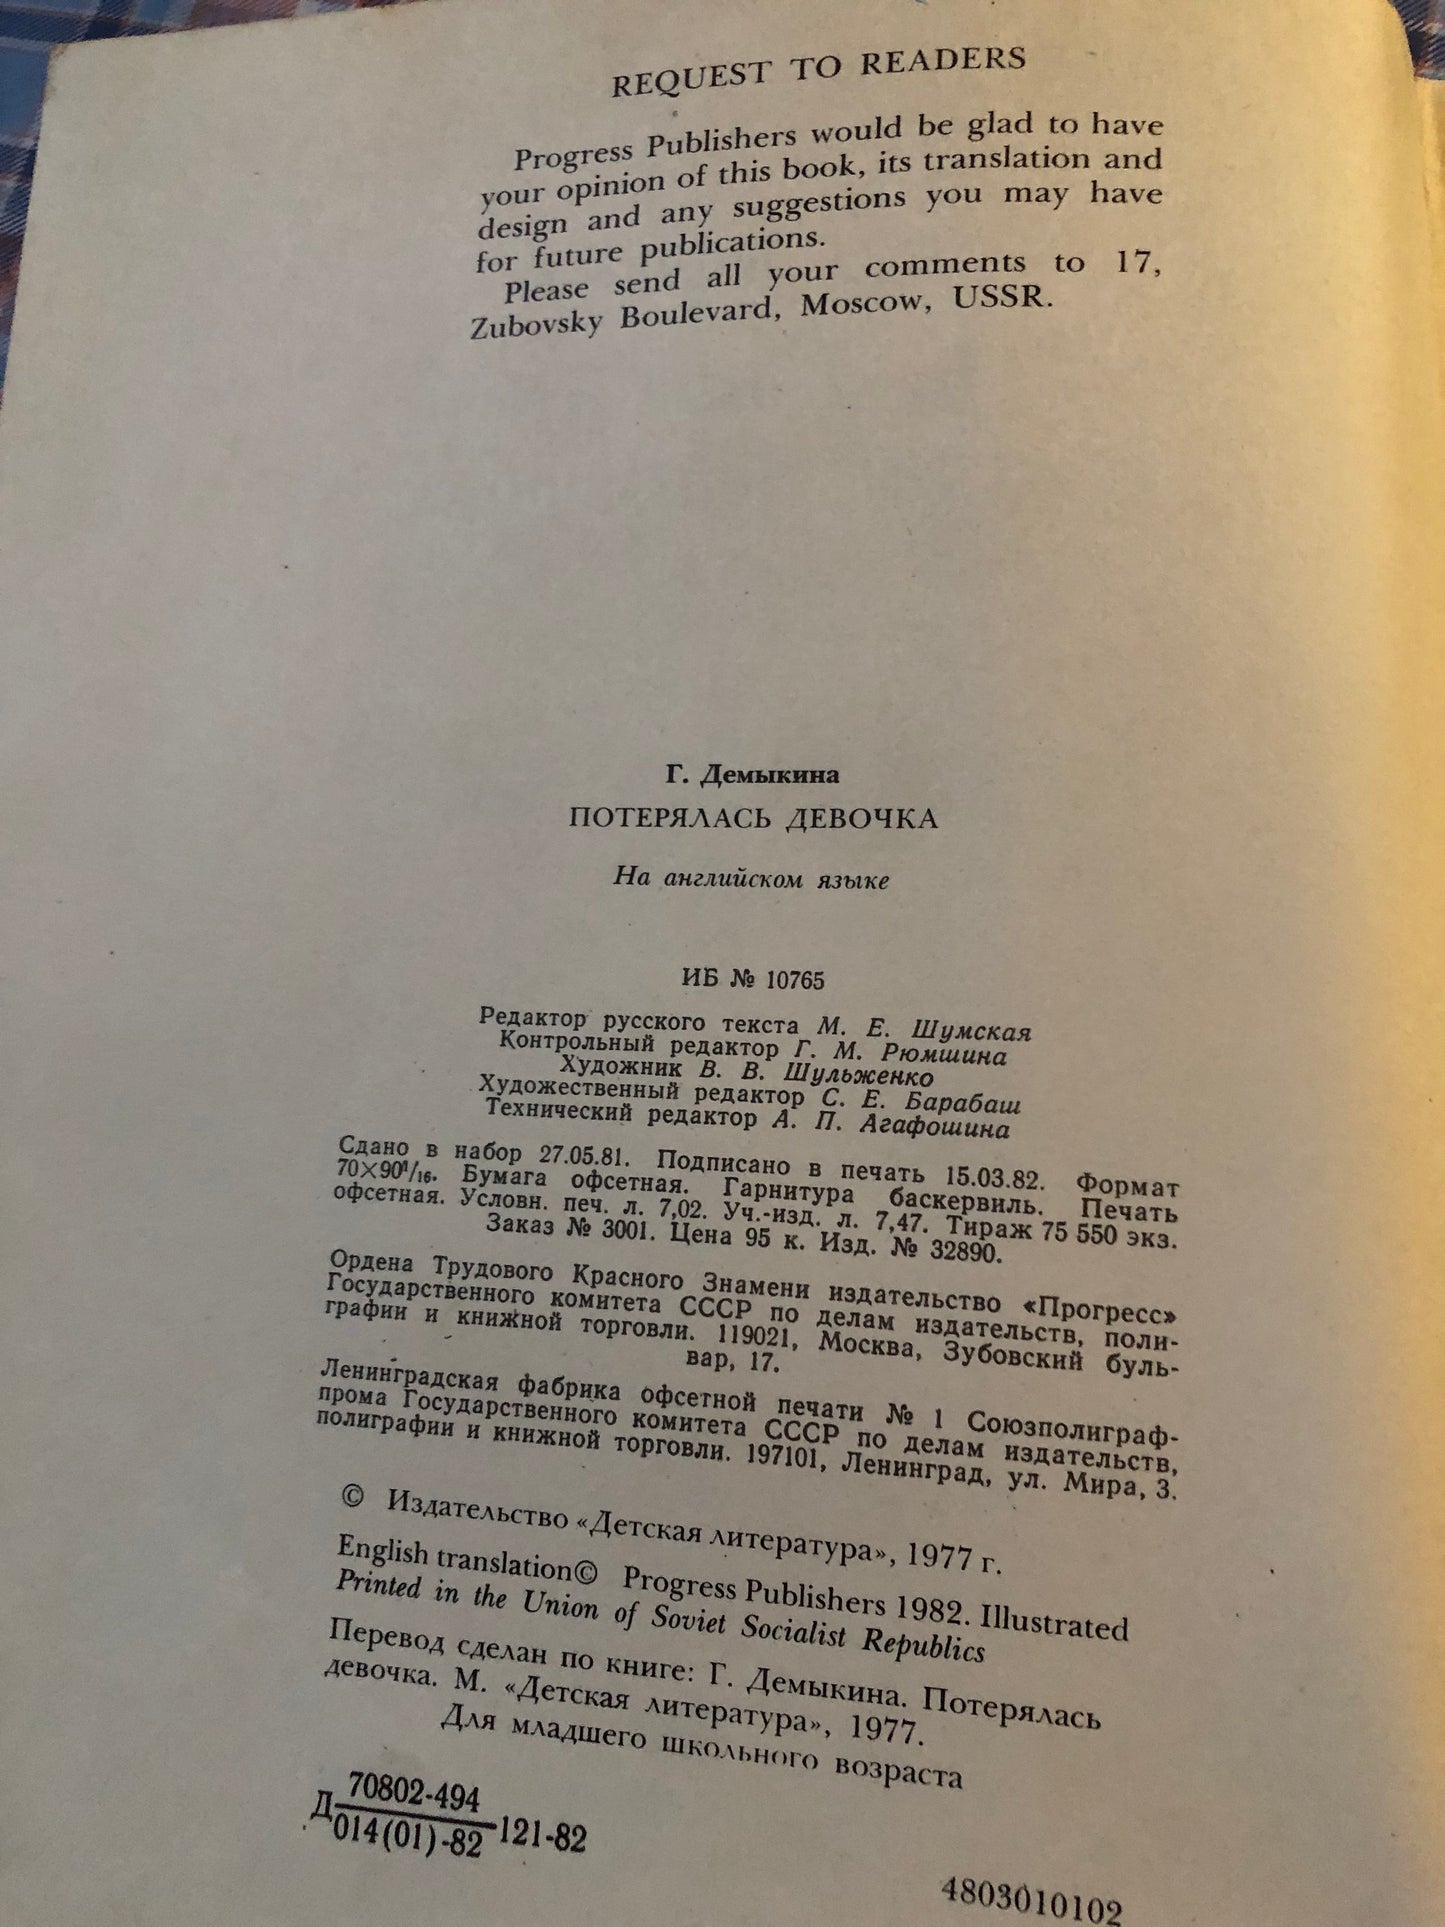 REQUEST TO READERS
Progress Publishers would be glad to have
your opinion of this book, its translation and
design and any suggestions you may have
for future publications.
Please send all your comments to 17,
Zubovsky Boulevard, Moscow, USSR.
Г. Демыкина
ПОТЕРЯЛАСЬ ДЕВОЧКА
На английском языке
ИБ № 10765
Редактор русского текста М. Е. Шумская
Контрольный редактор Г. М. Рюмшина
Художник В. В. Шульженко
Художественный редактор С. Е. Барабаш
Технический редактор А. П. Агафошина
Сдано в набор 27.05.81. Подписано в печать 15.03.82. Формат
70×90¹/₁₆. Бумага офсетная. Гарнитура баскервиль. Печать
офсетная. Условн. печ. л. 7,02. Уч.-изд. л. 7,47. Тираж 75 550 экз.
Заказ № 3001. Цена 95 к. Изд. № 32890.
Ордена Трудового Красного Знамени издательство «Прогресс»
Государственного комитета СССР по делам издательств, поли-
графии и книжной торговли. 119021, Москва, Зубовский буль-
вар, 17.
Ленинградская фабрика офсетной печати № 1 Союзполиграф-
прома Государственного комитета СССР по делам издательств,
полиграфии и книжной торговли. 197101, Ленинград, ул. Мира, 3.
© Издательство «Детская литература», 1977 г.
English translation© Progress Publishers 1982. Illustrated
Printed in the Union of Soviet Socialist Republics
Перевод сделан по книге: Г. Демыкина. Потерялась
девочка. М. «Детская литература», 1977.
Для младшего школьного возраста
70802-494
Д 121-82
014(01)-82
4803010102